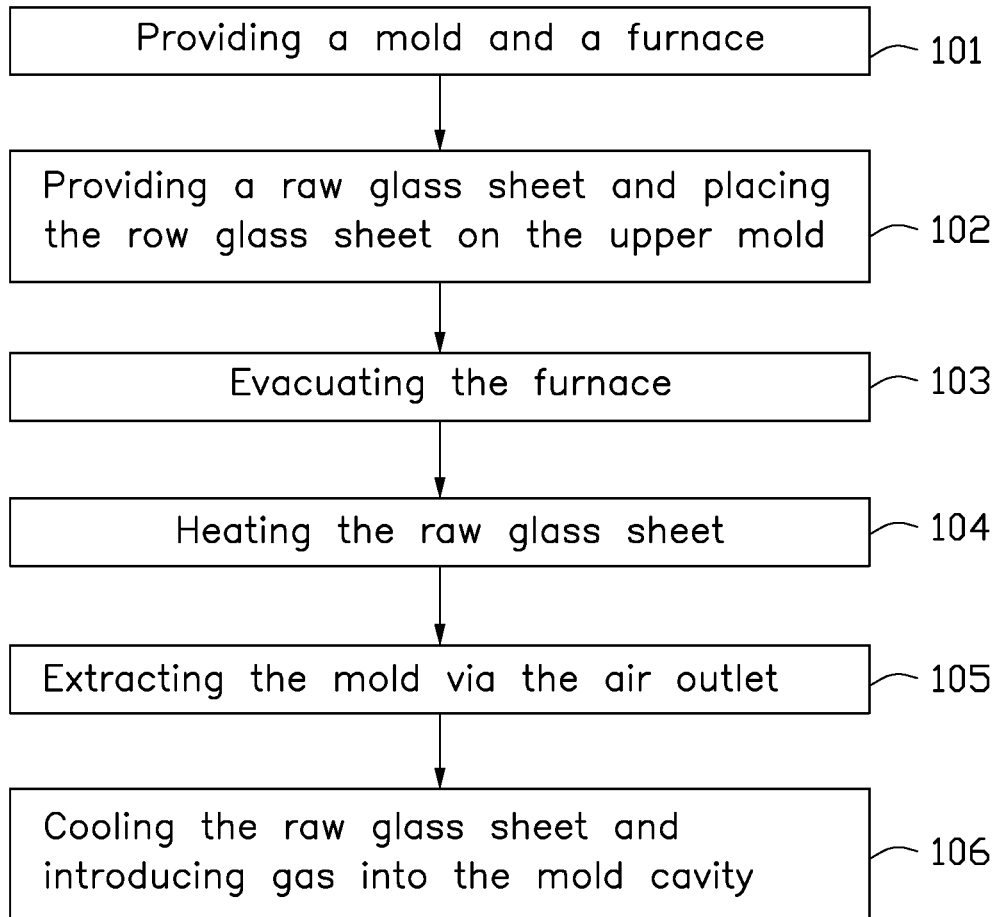 Providing a mold and a furnace
101
Providing a raw glass sheet and placing
the row glass sheet on the upper mold
102
Evacuating the furnace
103
Heating the raw glass sheet
104
Extracting the mold via the air outlet
105
Cooling the raw glass sheet and
introducing gas into the mold cavity
106